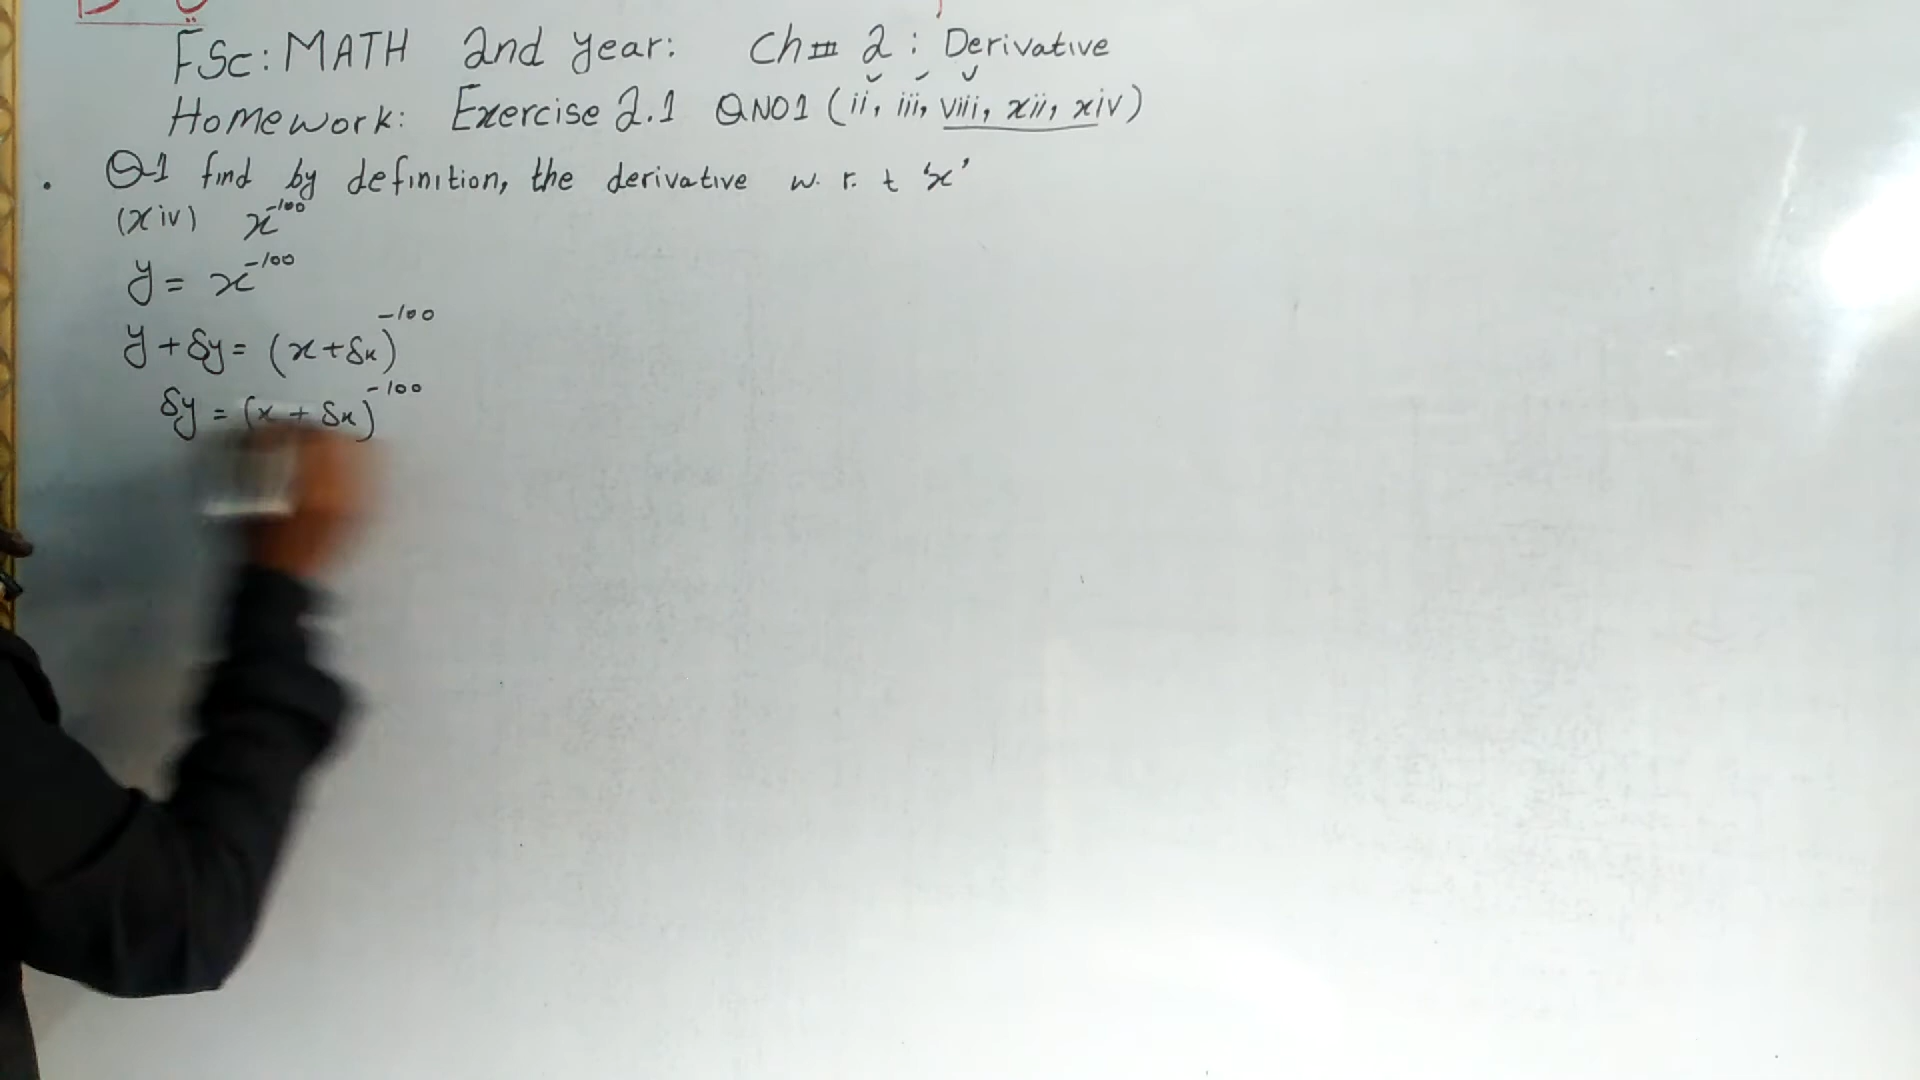 FSc: MATH 2nd year: Ch# 2 : Derivative
Homework: Exercise 2.1 QNO1 (ii, iii, viii, xii, xiv)
Q1 find by definition, the derivative w. r. t 'x'
(xiv) x^-100
y = x^-100
y + δy = (x+δx)^-100
δy = (x + δx)^-100